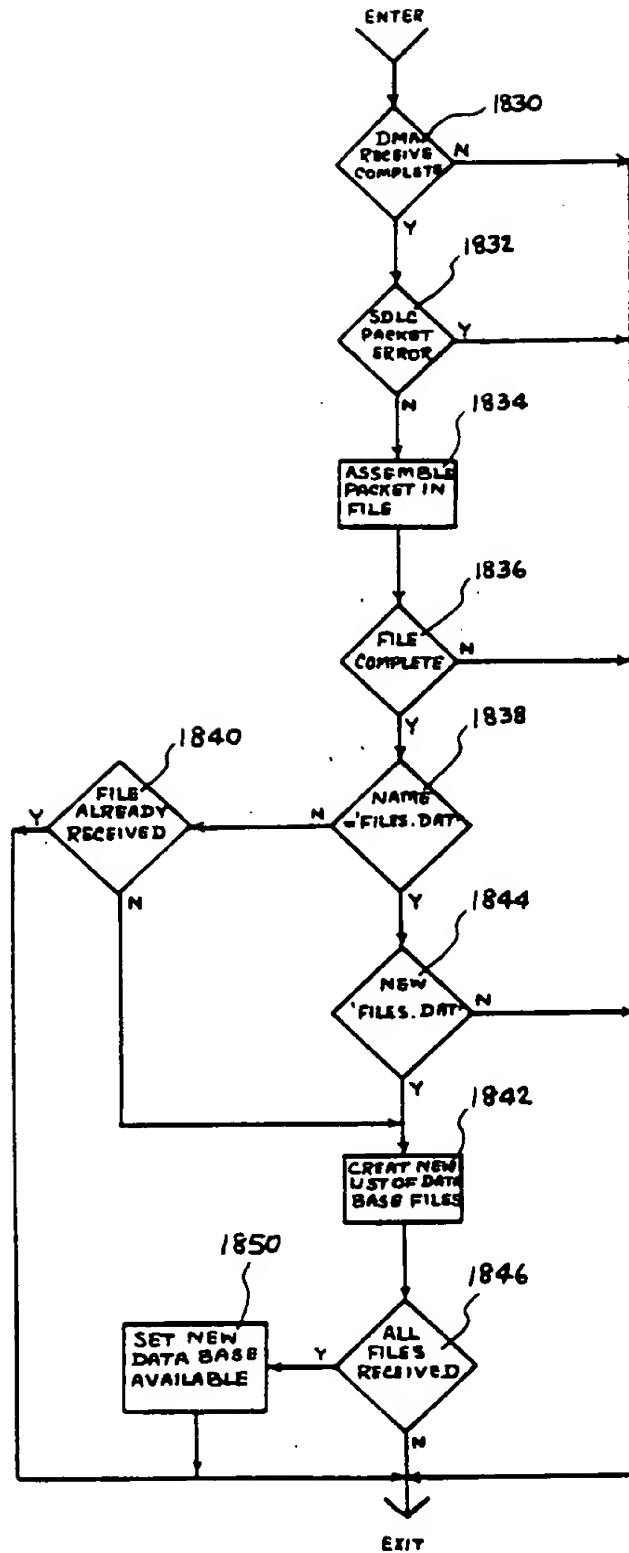 ENTER
1830
DMA
RECEIVE
COMPLETE
N
Y
1832
SDLC
PACKET
ERROR
Y
N
1834
ASSEMBLE
PACKET IN
FILE
1836
FILE
COMPLETE
N
Y
1838
1840
NAME
='FILES.DAT'
N
Y
FILE
ALREADY
RECEIVED
Y
N
1844
NEW
'FILES.DAT'
N
Y
1842
CREAT NEW
LIST OF DATA
BASE FILES
1850
1846
SET NEW
DATA BASE
AVAILABLE
ALL
FILES
RECEIVED
Y
N
EXIT